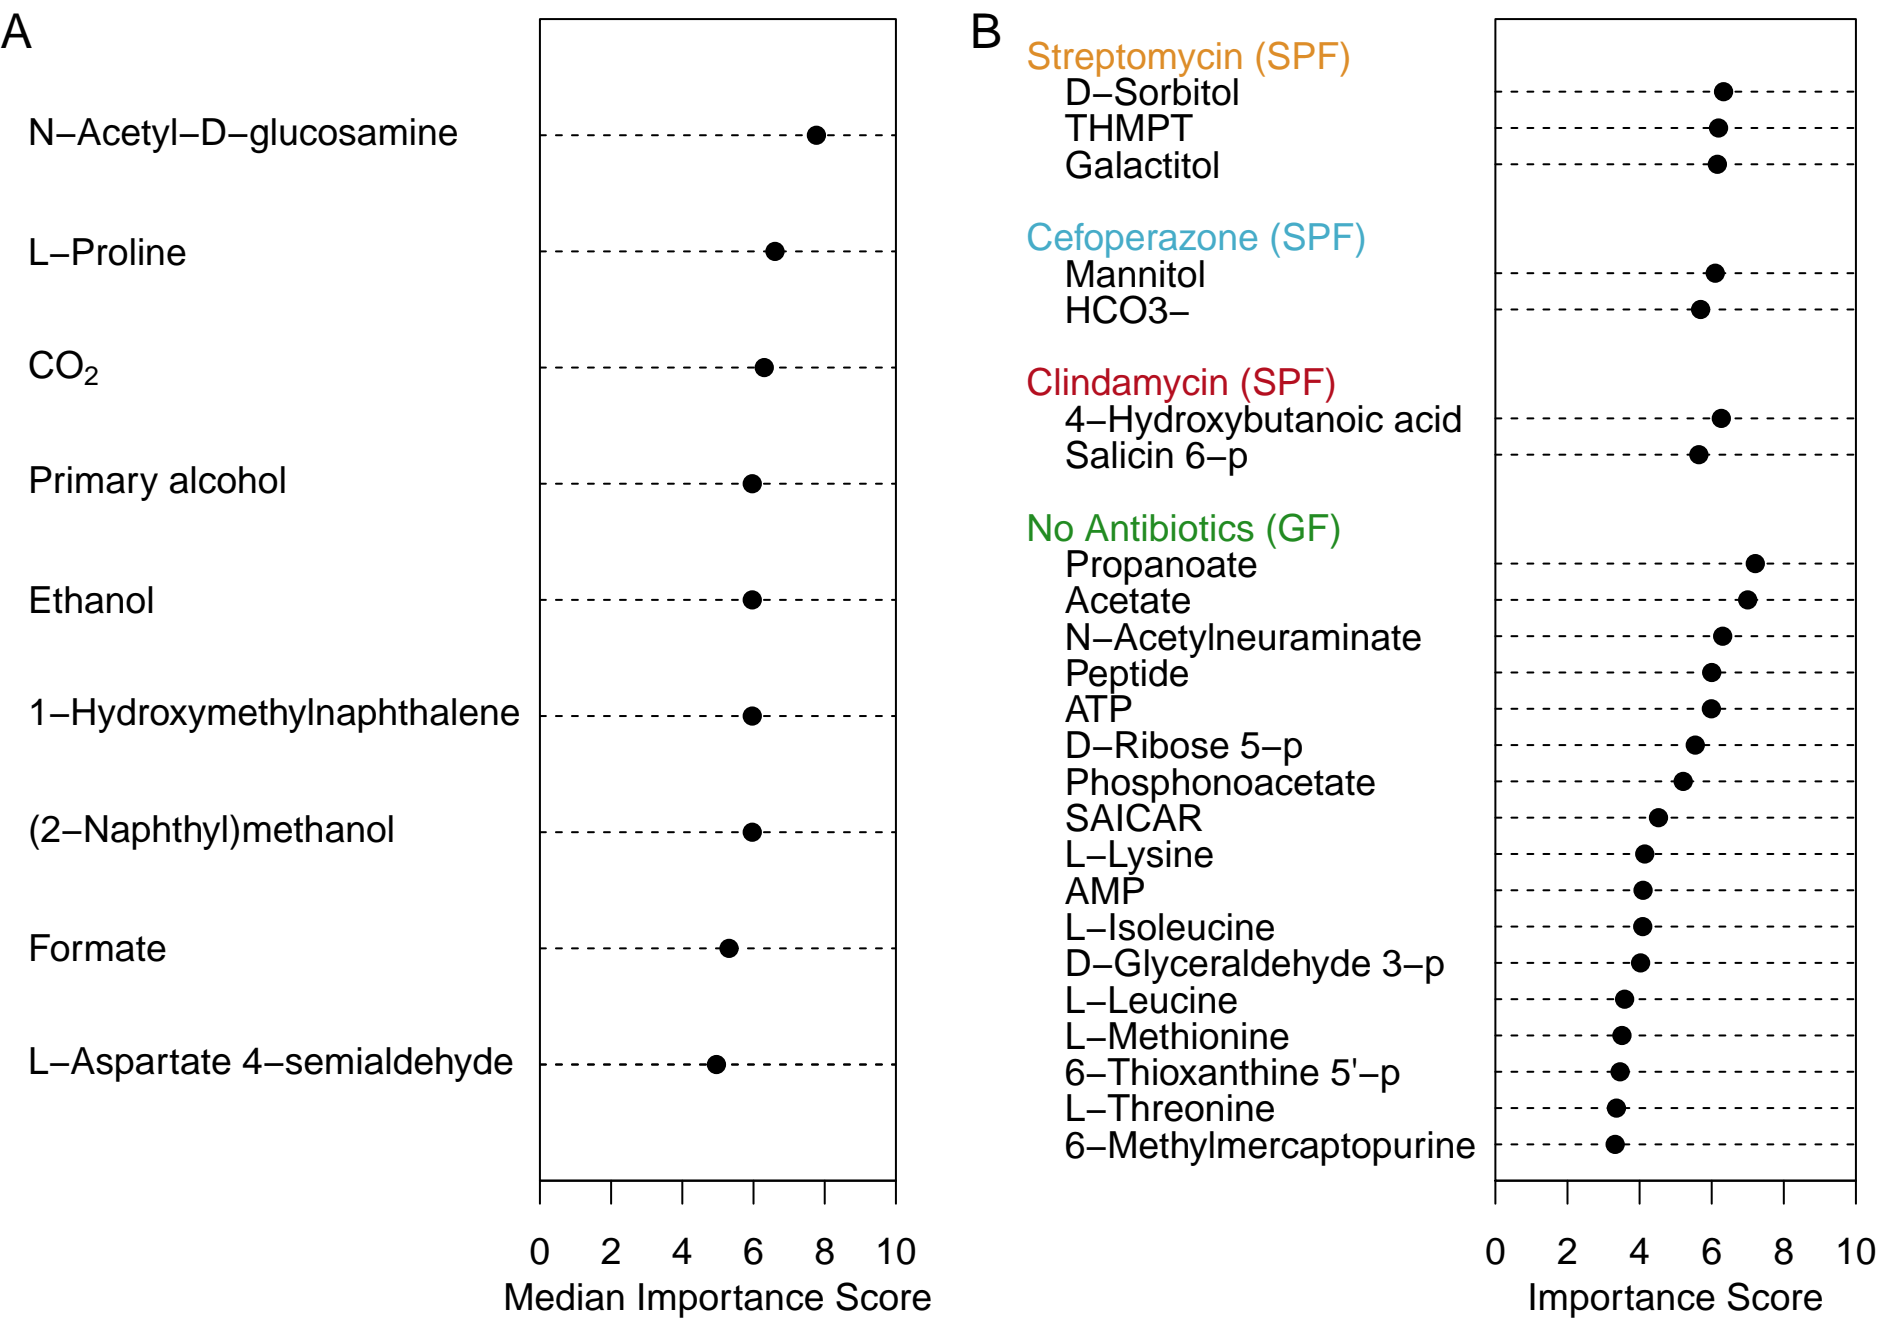 A
N−Acetyl−D−glucosamine
L−Proline
CO₂
Primary alcohol
Ethanol
1−Hydroxymethylnaphthalene
(2−Naphthyl)methanol
Formate
L−Aspartate 4−semialdehyde
0 2 4 6 8 10
Median Importance Score
B
Streptomycin (SPF)
D−Sorbitol
THMPT
Galactitol
Cefoperazone (SPF)
Mannitol
HCO3−
Clindamycin (SPF)
4−Hydroxybutanoic acid
Salicin 6−p
No Antibiotics (GF)
Propanoate
Acetate
N−Acetylneuraminate
Peptide
ATP
D−Ribose 5−p
Phosphonoacetate
SAICAR
L−Lysine
AMP
L−Isoleucine
D−Glyceraldehyde 3−p
L−Leucine
L−Methionine
6−Thioxanthine 5'−p
L−Threonine
6−Methylmercaptopurine
0 2 4 6 8 10
Importance Score